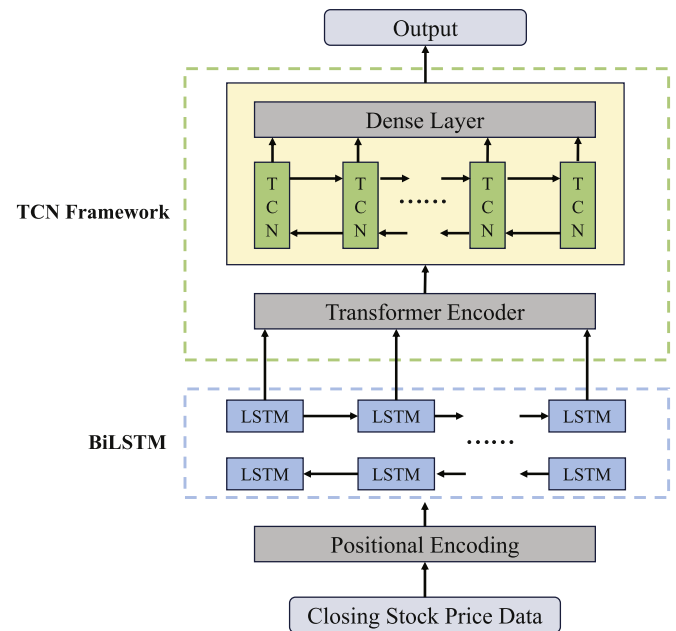 Output
Dense Layer
T C N T C N T C N T C N
......
TCN Framework
Transformer Encoder
LSTM LSTM LSTM
......
BiLSTM
LSTM LSTM LSTM
Positional Encoding
Closing Stock Price Data